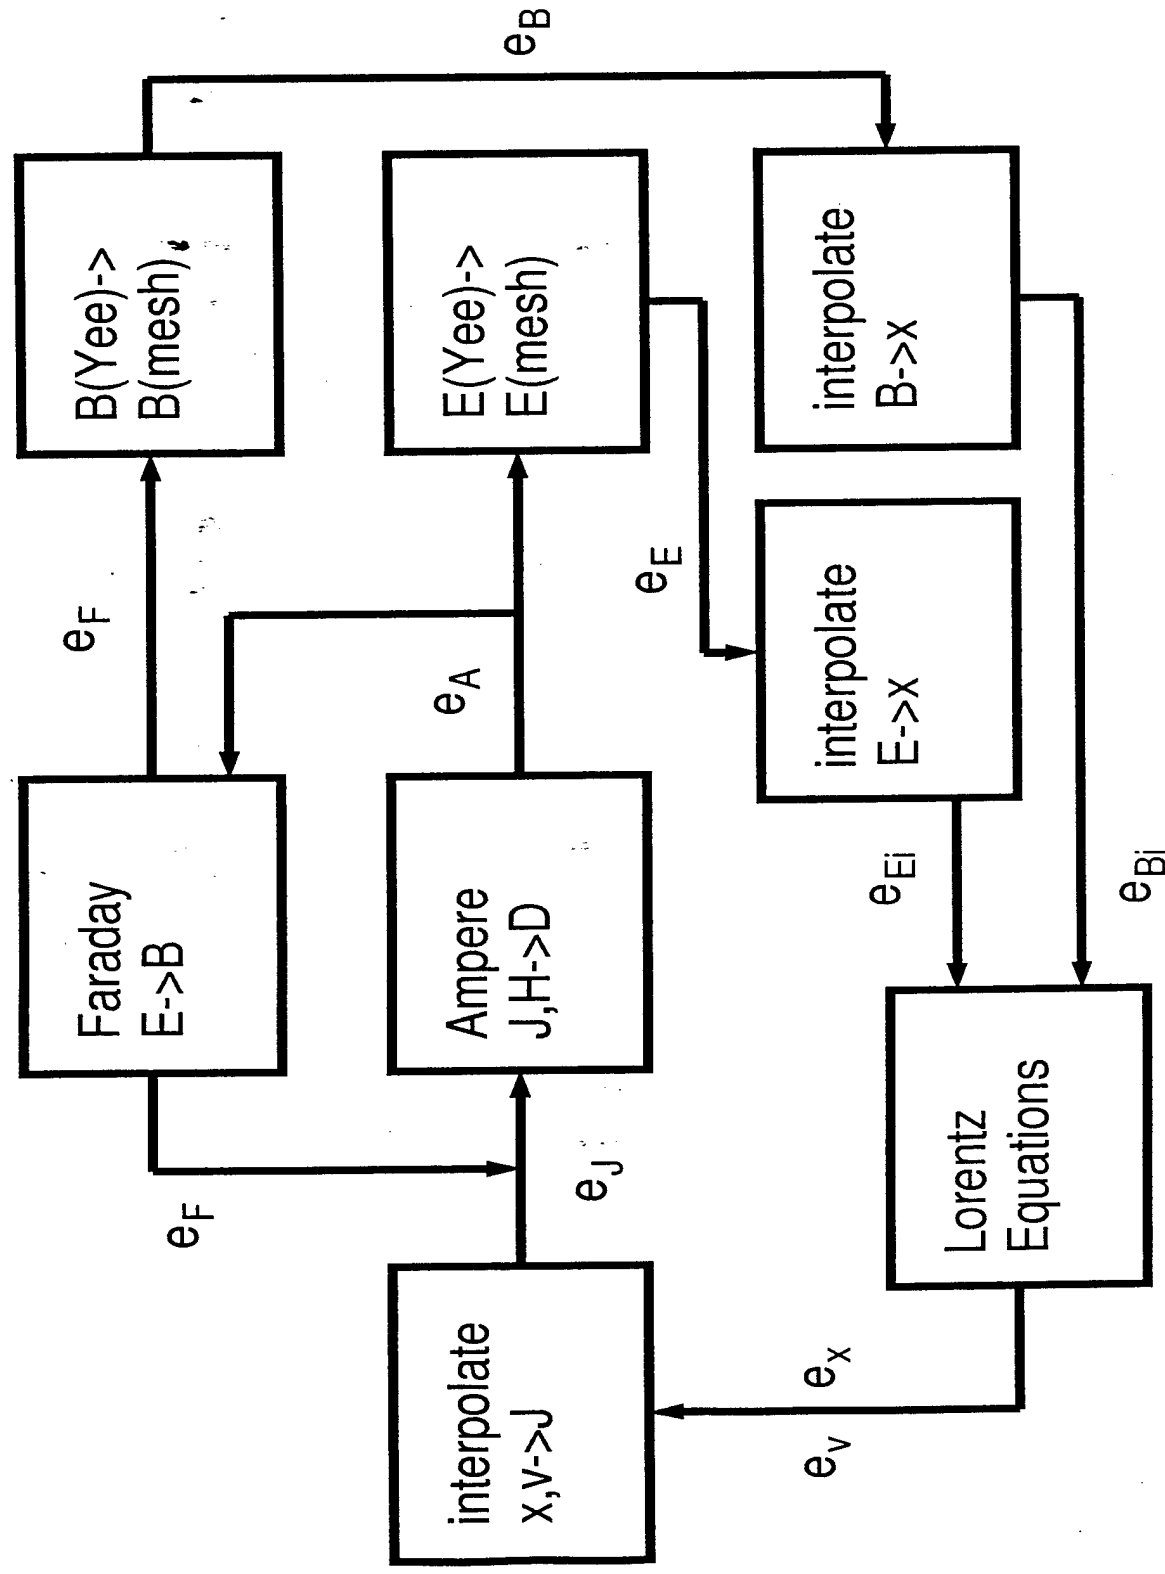 e_F
Faraday
E->B
e_F
B(Yee)->
B(mesh)
e_B
interpolate
x,v->J
e_J
Ampere
J,H->D
e_A
E(Yee)->
E(mesh)
e_E
e_v
e_x
Lorentz
Equations
e_Ei
e_Bi
interpolate
E->x
interpolate
B->x